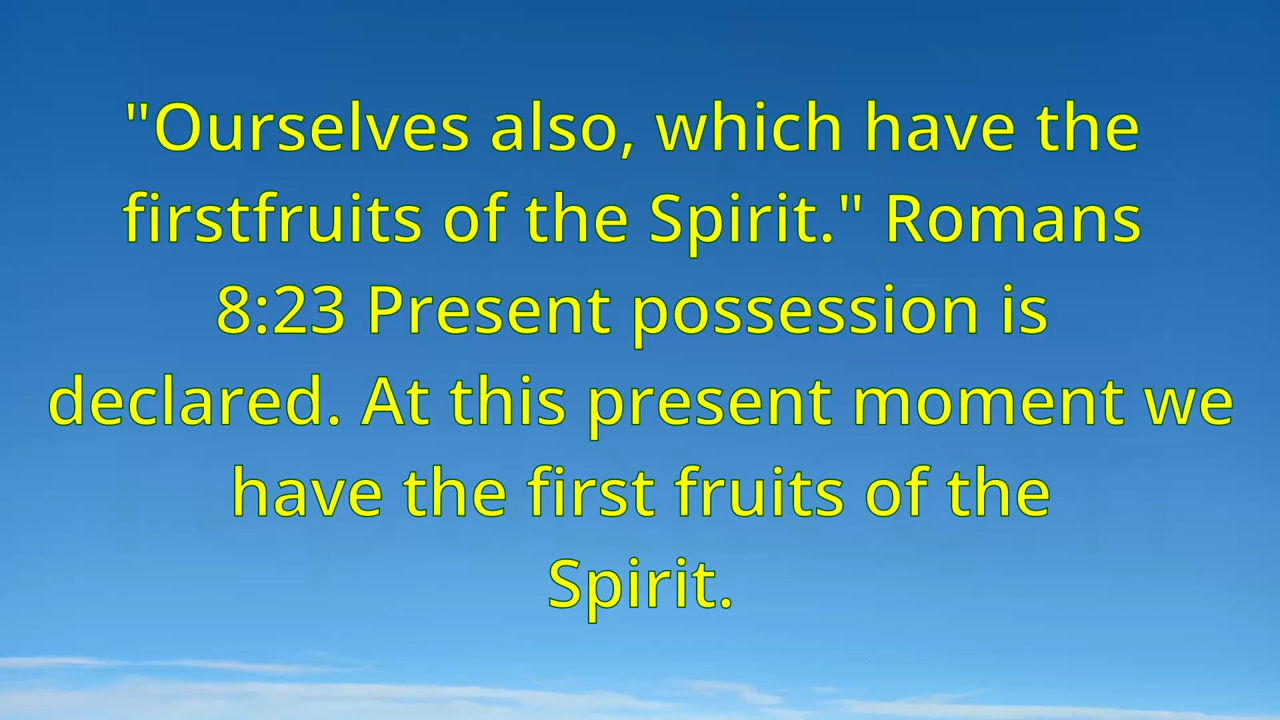 "Ourselves also, which have the
firstfruits of the Spirit." Romans
8:23 Present possession is
declared. At this present moment we
have the first fruits of the
Spirit.